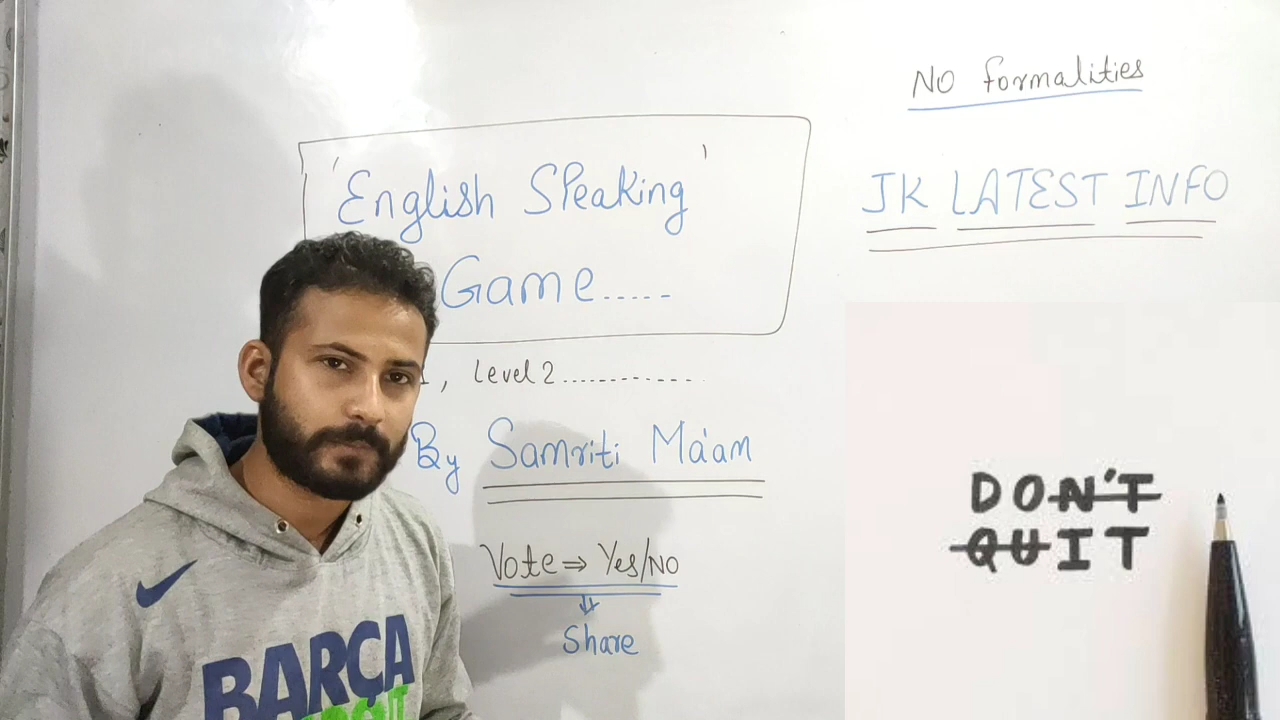 No formalities
'English Speaking'
Game.....
JK LATEST INFO
1, Level 2..............
By Samriti Ma'am
Vote ⇒ Yes/No
Share
DON'T
QUIT
BARÇA